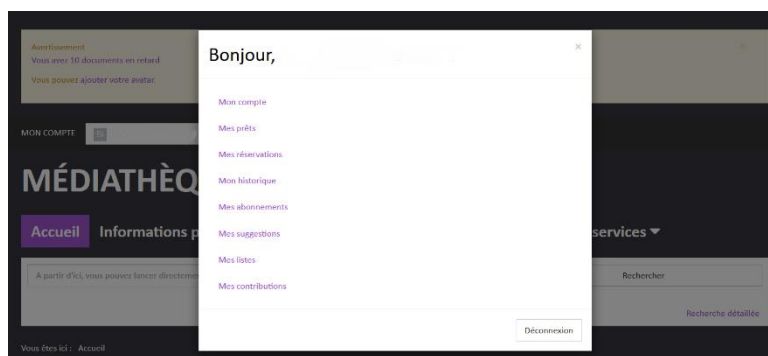 Avertissement
Vous avez 10 documents en retard
Vous pouvez ajouter votre avatar.
×
Bonjour,
×
Mon compte
Mes prêts
Mes réservations
Mon historique
Mes abonnements
Mes suggestions
Mes listes
Mes contributions
Déconnexion
MON COMPTE
MÉDIATHÈQ
Accueil Informations p
services
A partir d'ici, vous pouvez lancer directeme
Rechercher
Recherche détaillée
Vous êtes ici : Accueil